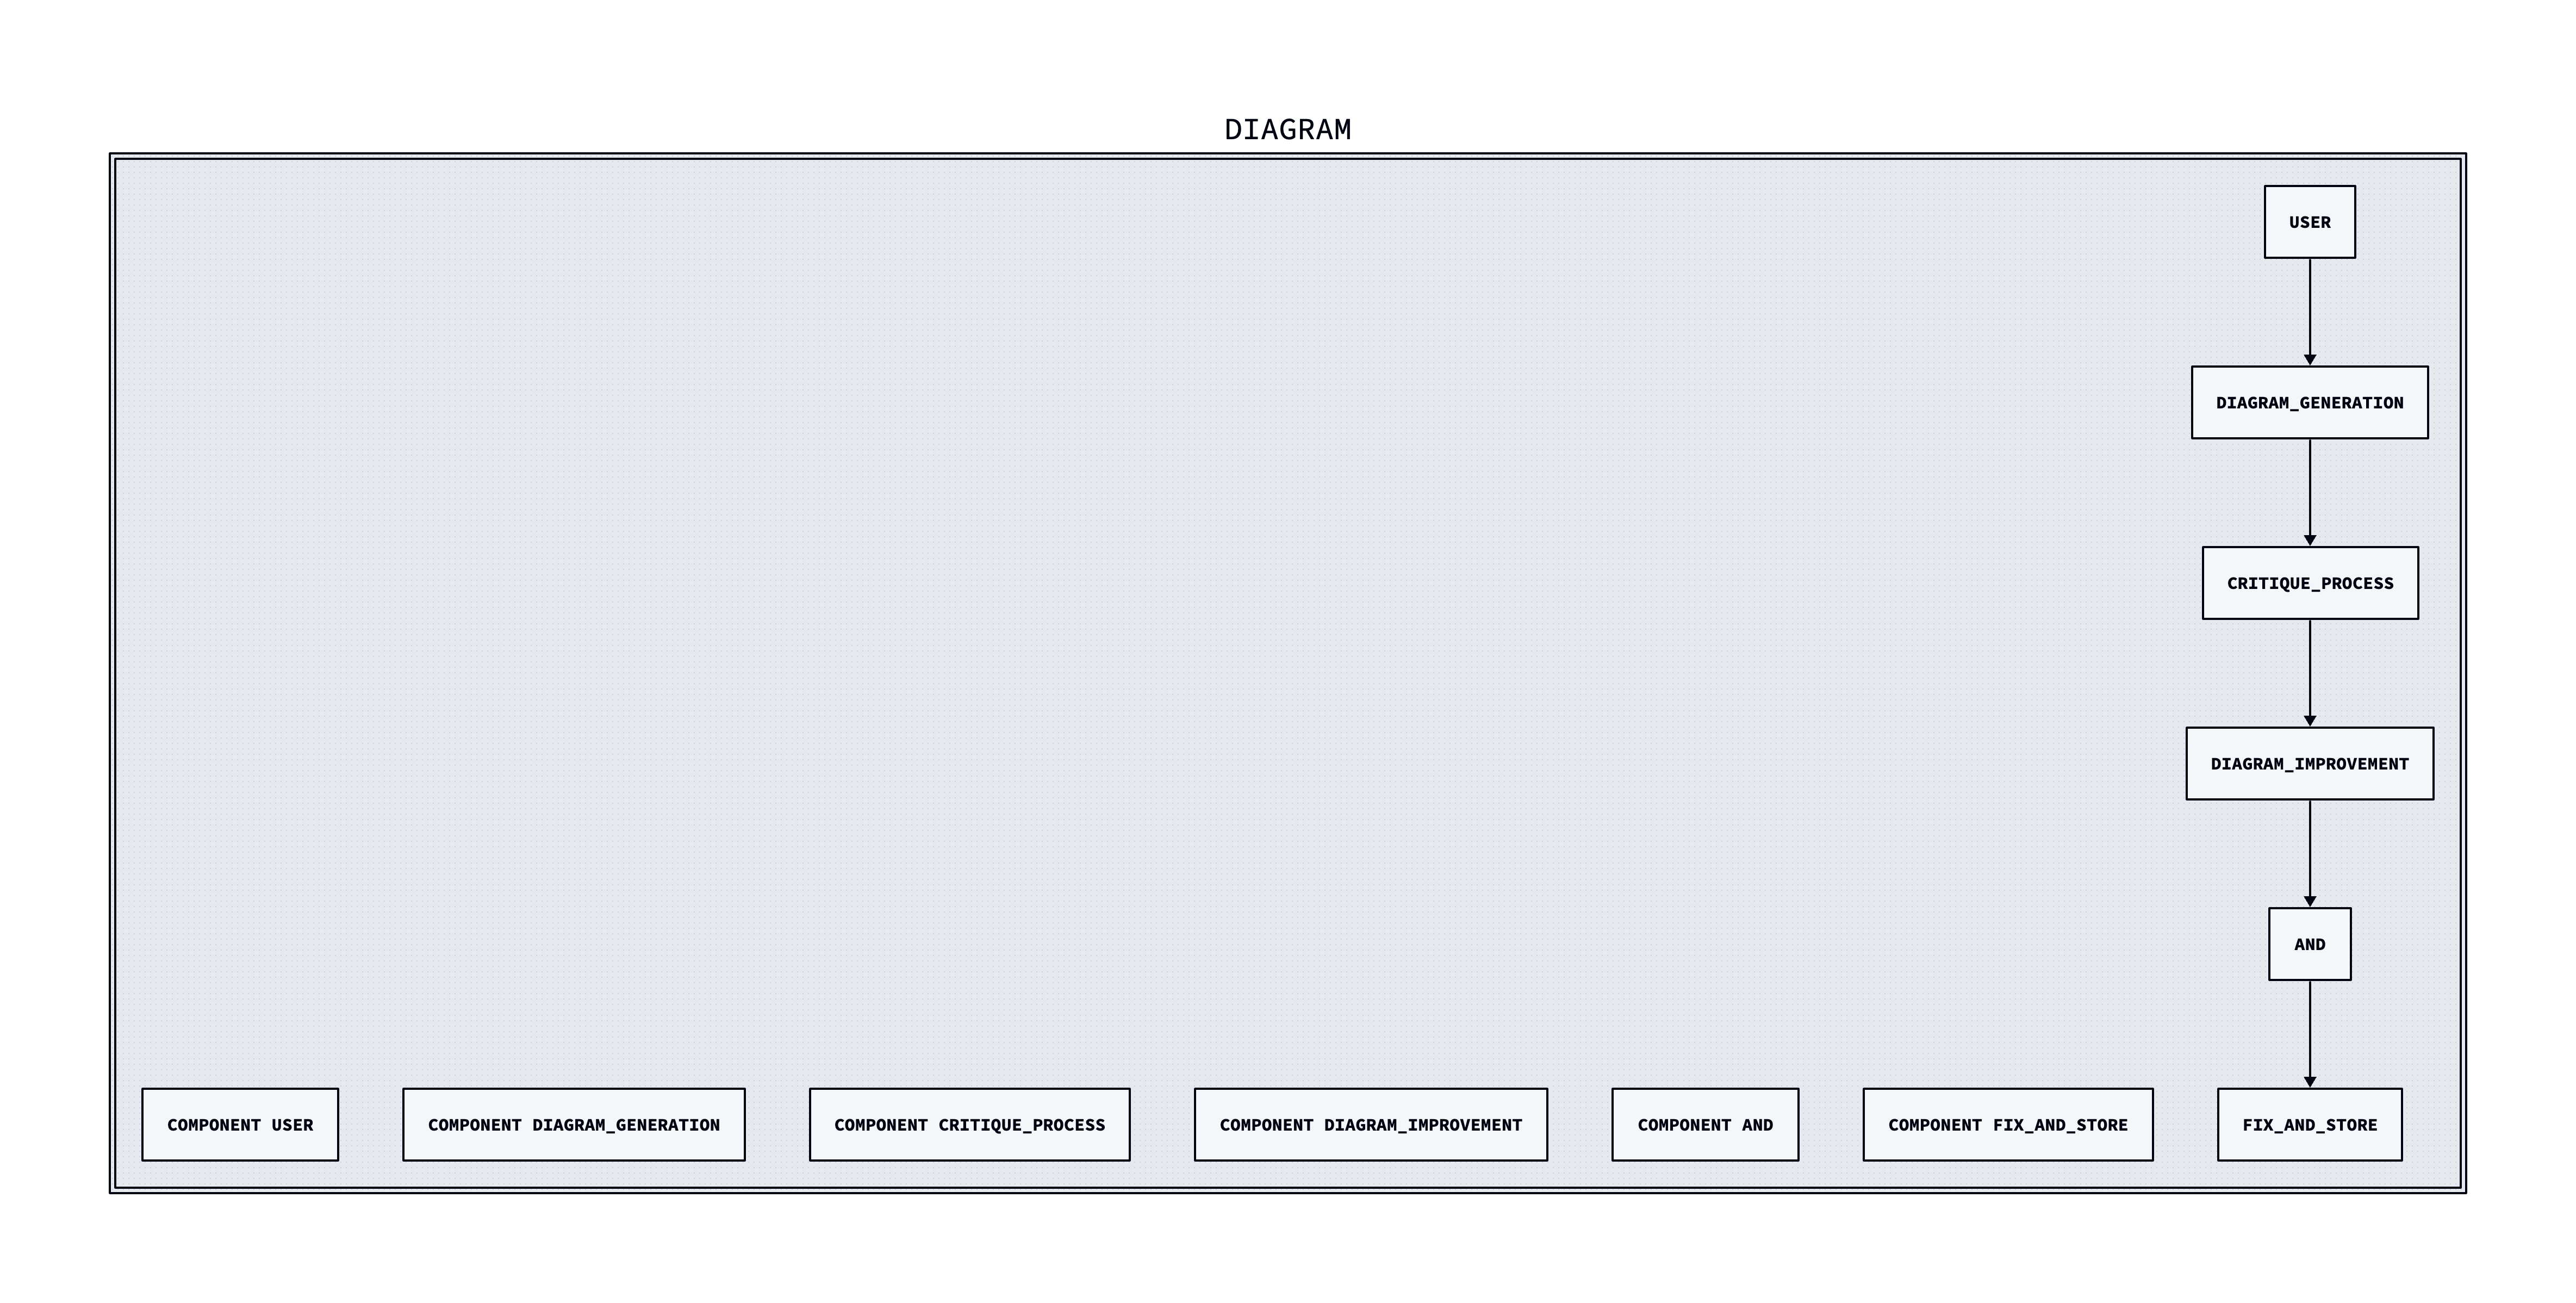 DIAGRAM
USER
DIAGRAM_GENERATION
CRITIQUE_PROCESS
DIAGRAM_IMPROVEMENT
AND
COMPONENT USER
COMPONENT DIAGRAM_GENERATION
COMPONENT CRITIQUE_PROCESS
COMPONENT DIAGRAM_IMPROVEMENT
COMPONENT AND
COMPONENT FIX_AND_STORE
FIX_AND_STORE